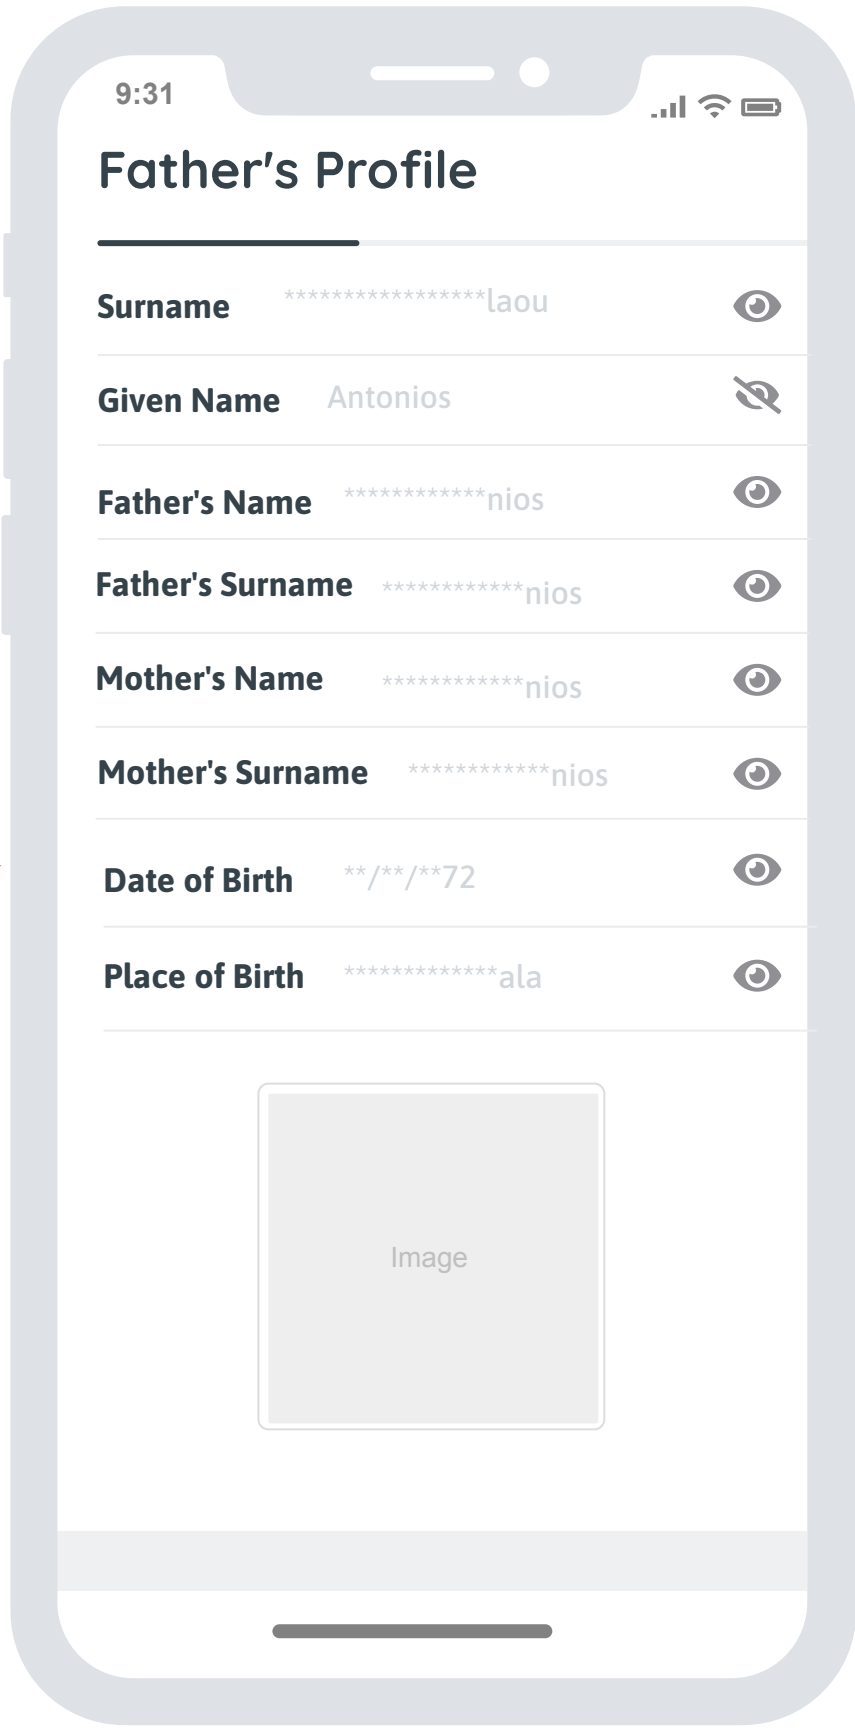 9:31
Father's Profile
Surname *****************laou
Given Name Antonios
Father's Name ************nios
Father's Surname ************nios
Mother's Name ************nios
Mother's Surname ************nios
Date of Birth **/**/**72
Place of Birth *************ala
Image